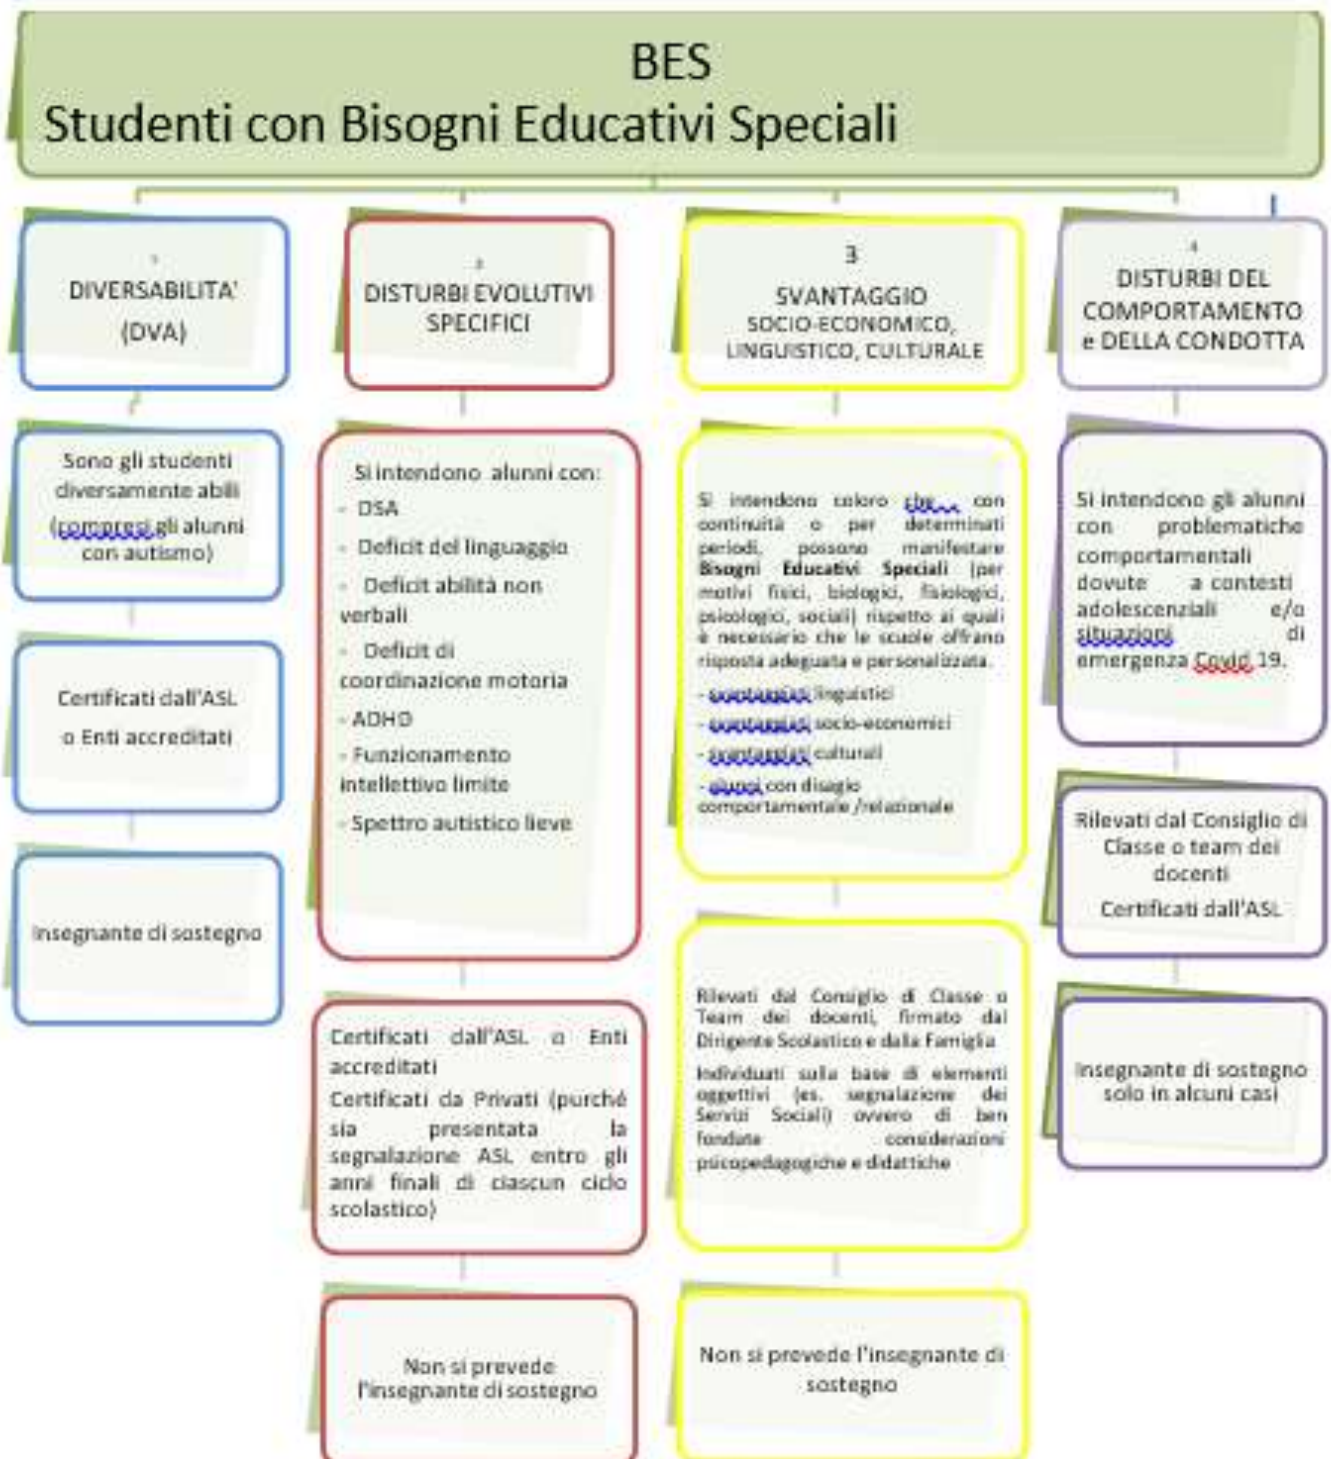 BES
Studenti con Bisogni Educativi Speciali
1
DIVERSABILITA'
(DVA)
Sono gli studenti
diversamente abili
(compresi gli alunni
con autismo)
Certificati dall'ASL
o Enti accreditati
Insegnante di sostegno
2
DISTURBI EVOLUTIVI
SPECIFICI
Si intendono alunni con:
- DSA
- Deficit del linguaggio
- Deficit abilità non
verbali
- Deficit di
coordinazione motoria
- ADHD
- Funzionamento
intellettivo limite
- Spettro autistico lieve
Certificati dall'ASL o Enti
accreditati
Certificati da Privati (purché
sia presentata la
segnalazione ASL entro gli
anni finali di ciascun ciclo
scolastico)
Non si prevede
l'insegnante di sostegno
3
SVANTAGGIO
SOCIO-ECONOMICO,
LINGUISTICO, CULTURALE
Si intendono coloro che... con
continuità o per determinati
periodi, possono manifestare
Bisogni Educativi Speciali (per
motivi fisici, biologici, fisiologici,
psicologici, sociali) rispetto ai quali
è necessario che le scuole offrano
risposta adeguata e personalizzata.
- svantaggiati linguistici
- svantaggiati socio-economici
- svantaggiati culturali
- alunni con disagio
comportamentale /relazionale
Rilevati dal Consiglio di Classe o
Team dei docenti, firmato dal
Dirigente Scolastico e dalla Famiglia
Individuati sulla base di elementi
oggettivi (es. segnalazione dei
Servizi Sociali) ovvero di ben
fondate considerazioni
psicopedagogiche e didattiche
Non si prevede l'insegnante di
sostegno
4
DISTURBI DEL
COMPORTAMENTO
e DELLA CONDOTTA
Si intendono gli alunni
con problematiche
comportamentali
dovute a contesti
adolescenziali e/o
situazioni di
emergenza Covid 19.
Rilevati dal Consiglio di
Classe o team dei
docenti
Certificati dall'ASL
Insegnante di sostegno
solo in alcuni casi